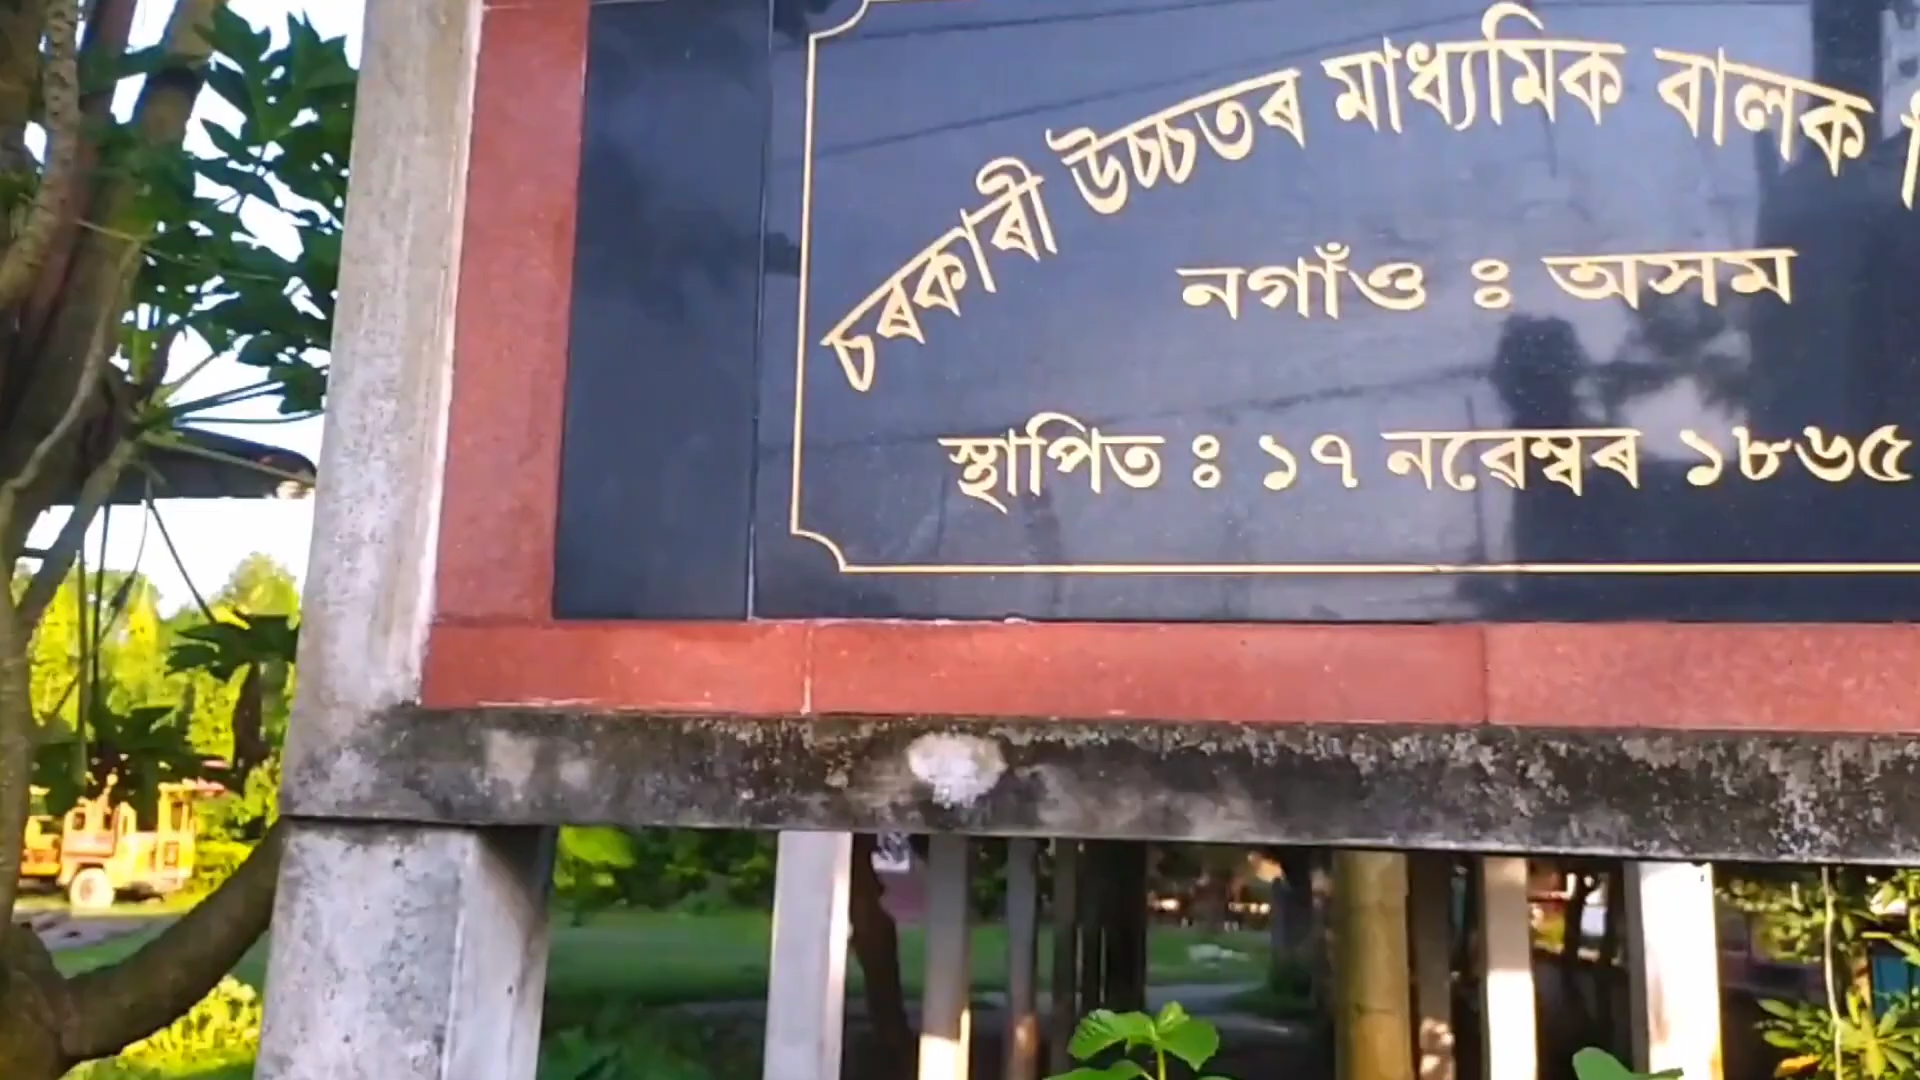 চৰকাৰী উচ্চতৰ মাধ্যমিক বালক
নগাঁও ঃ অসম
স্থাপিত ঃ ১৭ নৱেম্বৰ ১৮৬৫